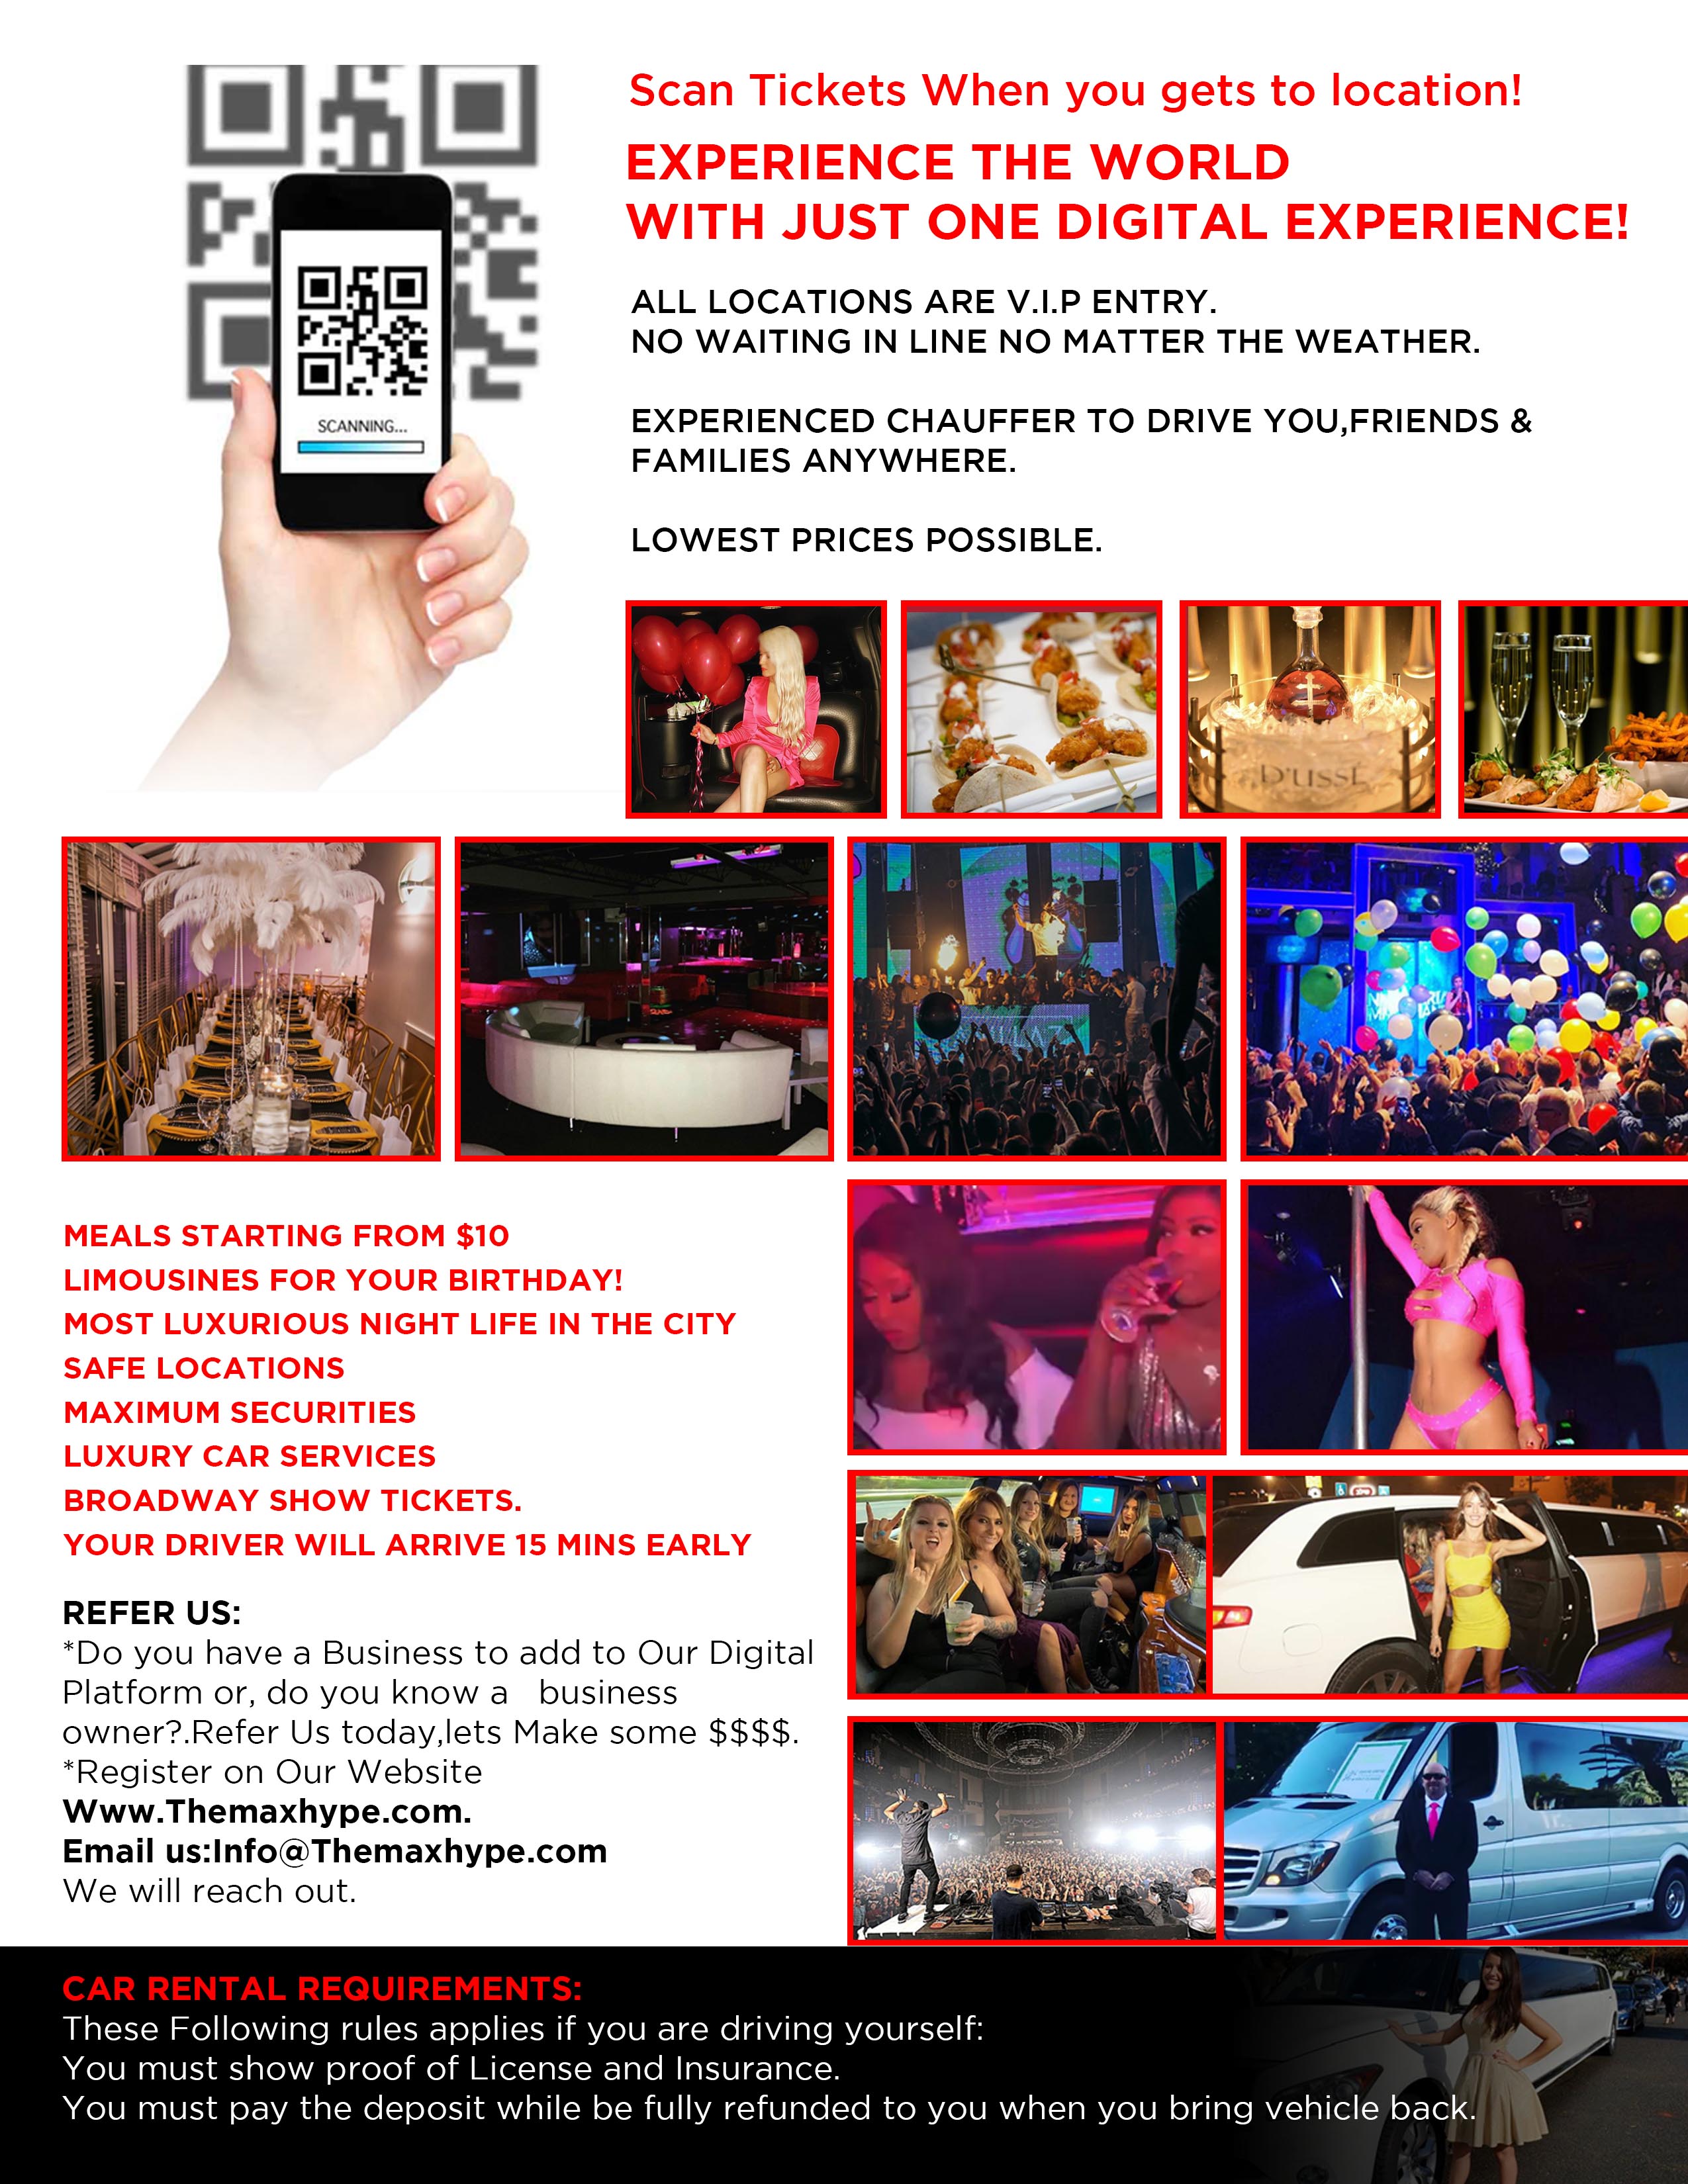 Scan Tickets When you gets to location!
EXPERIENCE THE WORLD
WITH JUST ONE DIGITAL EXPERIENCE!
ALL LOCATIONS ARE V.I.P ENTRY.
NO WAITING IN LINE NO MATTER THE WEATHER.
EXPERIENCED CHAUFFER TO DRIVE YOU,FRIENDS &
FAMILIES ANYWHERE.
LOWEST PRICES POSSIBLE.
SCANNING...
D'USSÉ
MEALS STARTING FROM $10
LIMOUSINES FOR YOUR BIRTHDAY!
MOST LUXURIOUS NIGHT LIFE IN THE CITY
SAFE LOCATIONS
MAXIMUM SECURITIES
LUXURY CAR SERVICES
BROADWAY SHOW TICKETS.
YOUR DRIVER WILL ARRIVE 15 MINS EARLY
REFER US:
*Do you have a Business to add to Our Digital
Platform or, do you know a business
owner?.Refer Us today,lets Make some $$$$.
*Register on Our Website
Www.Themaxhype.com.
Email us:Info@Themaxhype.com
We will reach out.
CAR RENTAL REQUIREMENTS:
These Following rules applies if you are driving yourself:
You must show proof of License and Insurance.
You must pay the deposit while be fully refunded to you when you bring vehicle back.